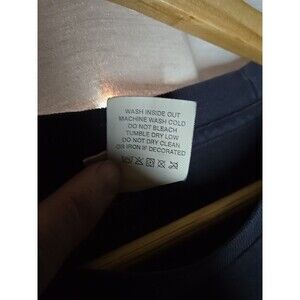 WASH INSIDE OUT
MACHINE WASH COLD
DO NOT BLEACH
TUMBLE DRY LOW
DO NOT DRY CLEAN
OR IRON IF DECORATED